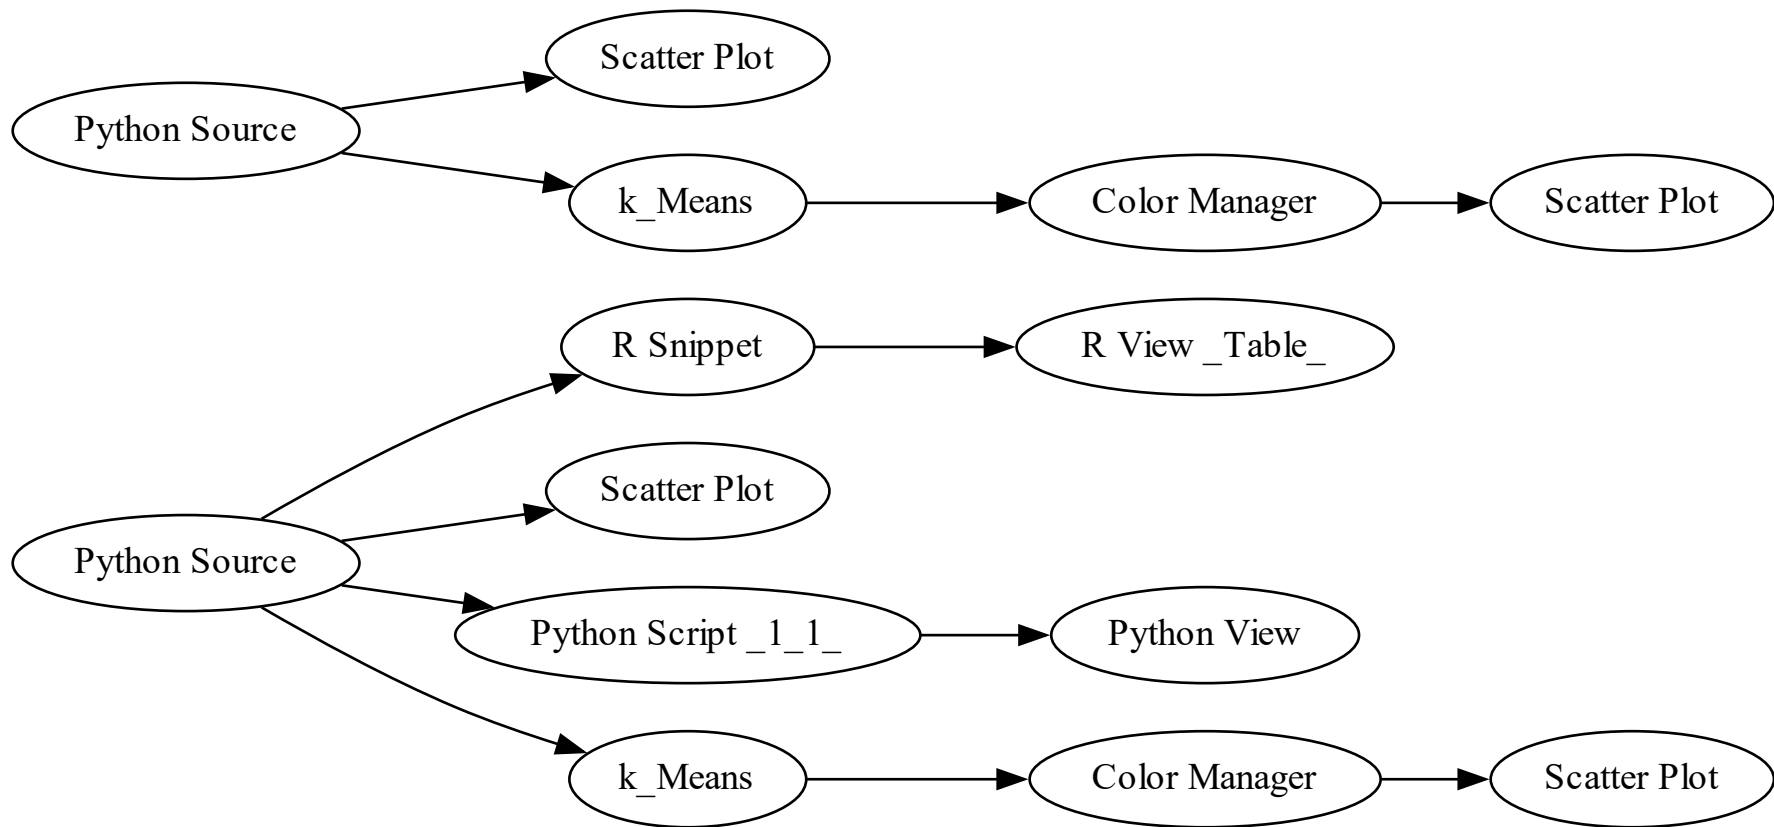 Scatter Plot
Python Source
k_Means
Color Manager
Scatter Plot
R Snippet
R View _Table_
Scatter Plot
Python Source
Python Script _1_1_
Python View
k_Means
Color Manager
Scatter Plot